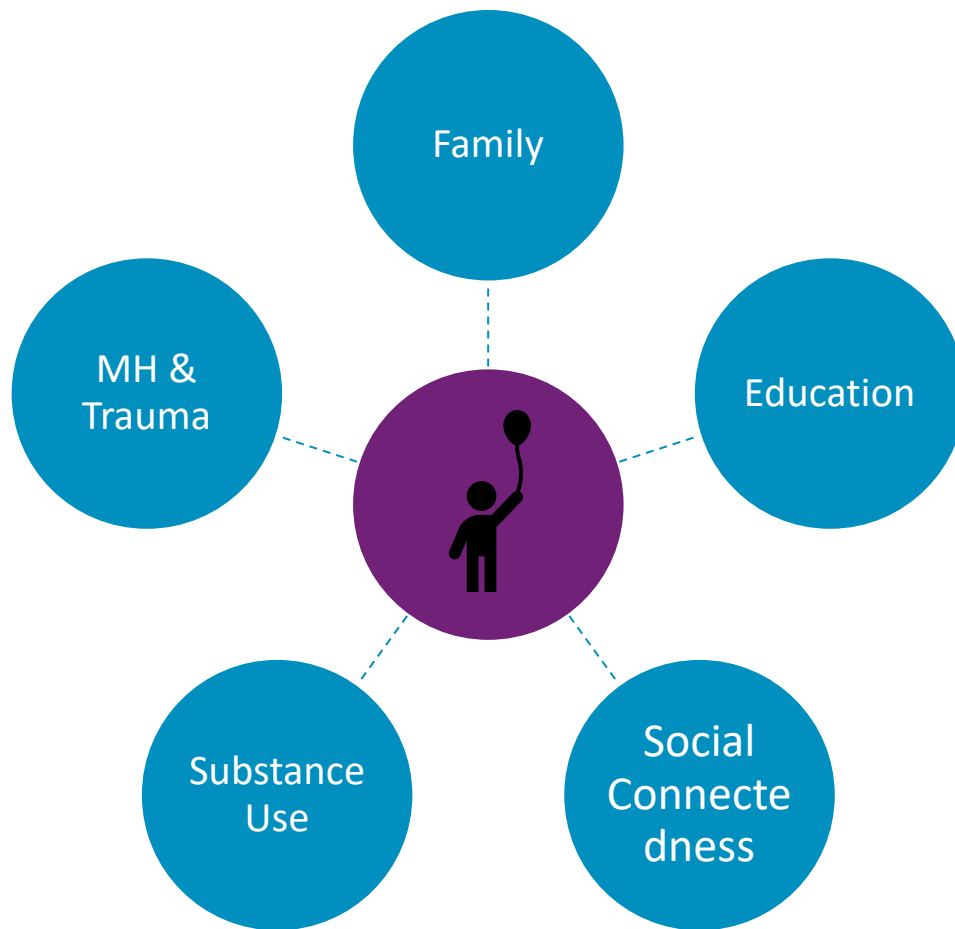 Family
MH &
Trauma
Education
Substance
Use
Social
Connecte
dness